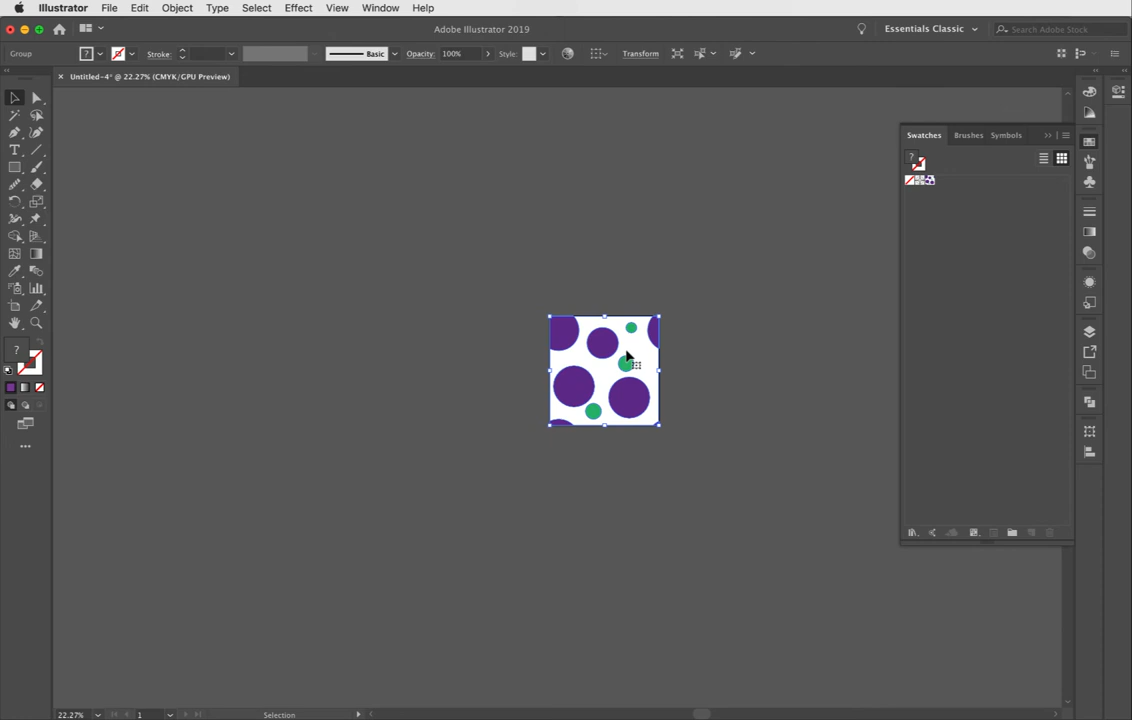 Illustrator File Edit Object Type Select Effect View Window Help
Adobe Illustrator 2019
Essentials Classic
Search Adobe Stock
Group
?
Stroke:
Basic
Opacity:
100%
Style:
Transform
× Untitled-4* @ 22.27% (CMYK/GPU Preview)
Swatches Brushes Symbols
?
T
?
22.27%
1
Selection